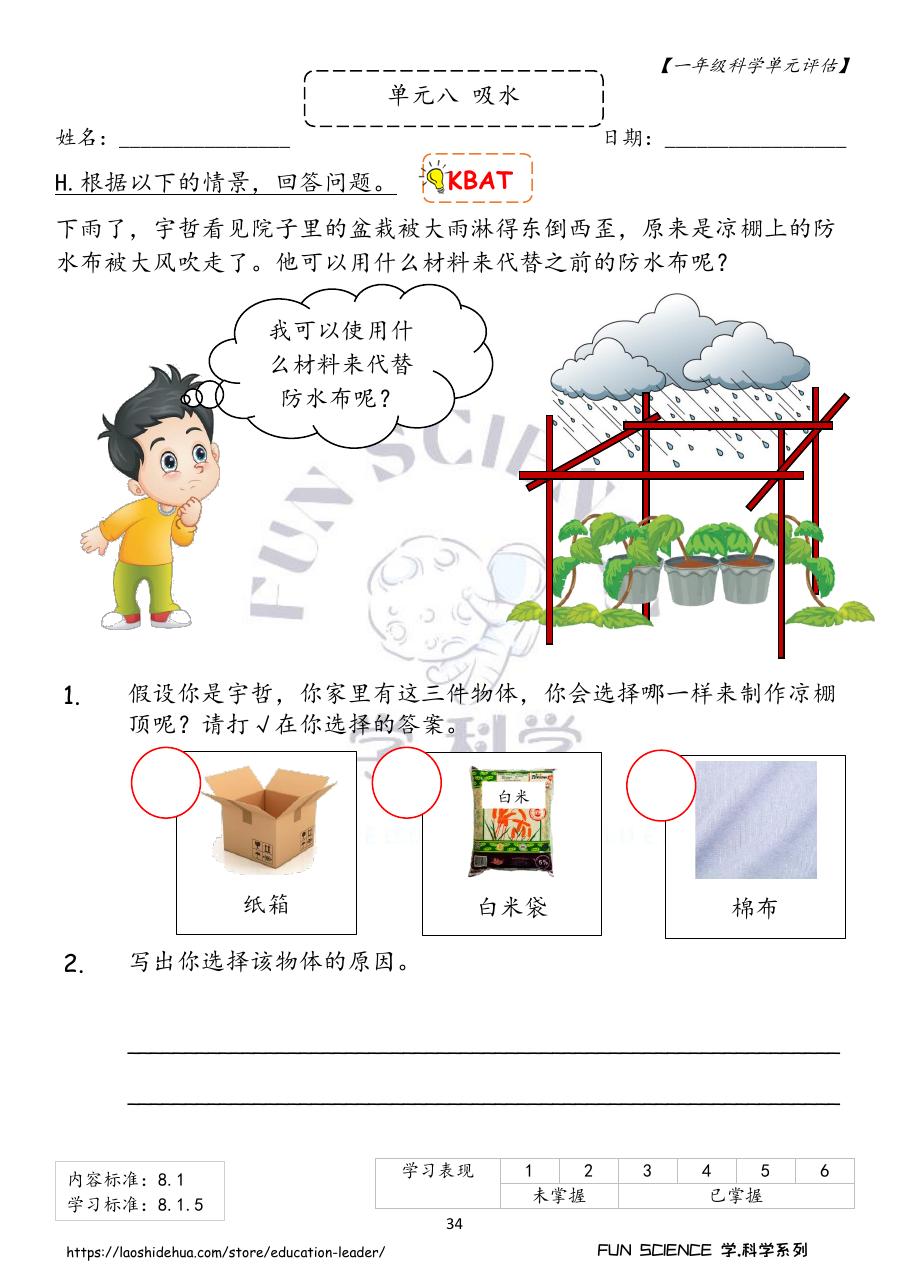 【一年级科学单元评估】
单元八 吸水
姓名：________________ 日期：_________________
H. 根据以下的情景，回答问题。 KBAT
下雨了，宇哲看见院子里的盆栽被大雨淋得东倒西歪，原来是凉棚上的防
水布被大风吹走了。他可以用什么材料来代替之前的防水布呢？
我可以使用什
么材料来代替
防水布呢？
FUN SCIENCE
1. 假设你是宇哲，你家里有这三件物体，你会选择哪一样来制作凉棚
顶呢？请打√在你选择的答案。
学.科学
白米
5%
纸箱 白米袋 棉布
2. 写出你选择该物体的原因。
内容标准：8.1
学习标准：8.1.5
学习表现 1 2 3 4 5 6
未掌握 已掌握
34
https://laoshidehua.com/store/education-leader/ FUN SCIENCE 学.科学系列